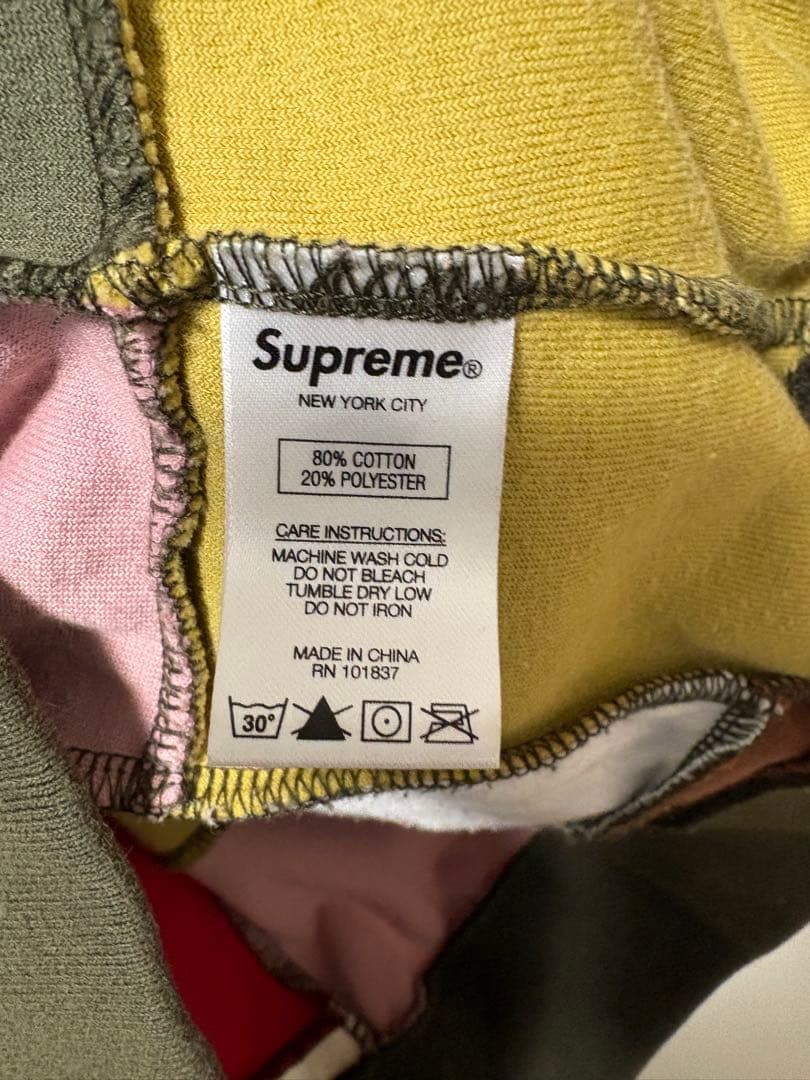 Supreme®
NEW YORK CITY
80% COTTON
20% POLYESTER
CARE INSTRUCTIONS:
MACHINE WASH COLD
DO NOT BLEACH
TUMBLE DRY LOW
DO NOT IRON
MADE IN CHINA
RN 101837
30°